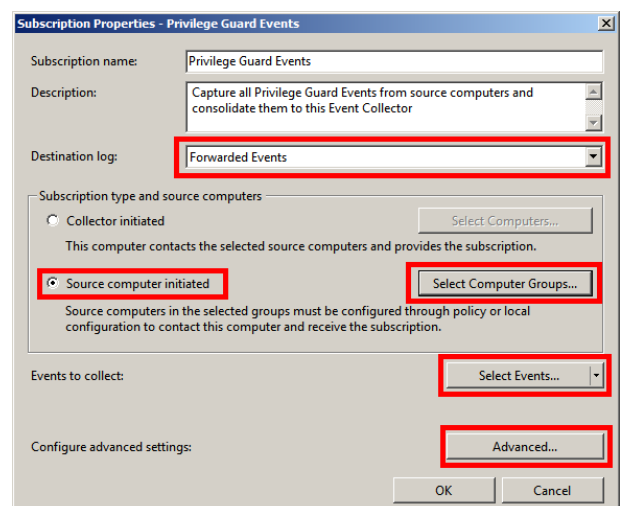 Subscription Properties - Privilege Guard Events
Subscription name:
Privilege Guard Events
Description:
Capture all Privilege Guard Events from source computers and
consolidate them to this Event Collector
Destination log:
Forwarded Events
Subscription type and source computers
Collector initiated
Select Computers...
This computer contacts the selected source computers and provides the subscription.
Source computer initiated
Select Computer Groups...
Source computers in the selected groups must be configured through policy or local
configuration to contact this computer and receive the subscription.
Events to collect:
Select Events...
Configure advanced settings:
Advanced...
OK
Cancel